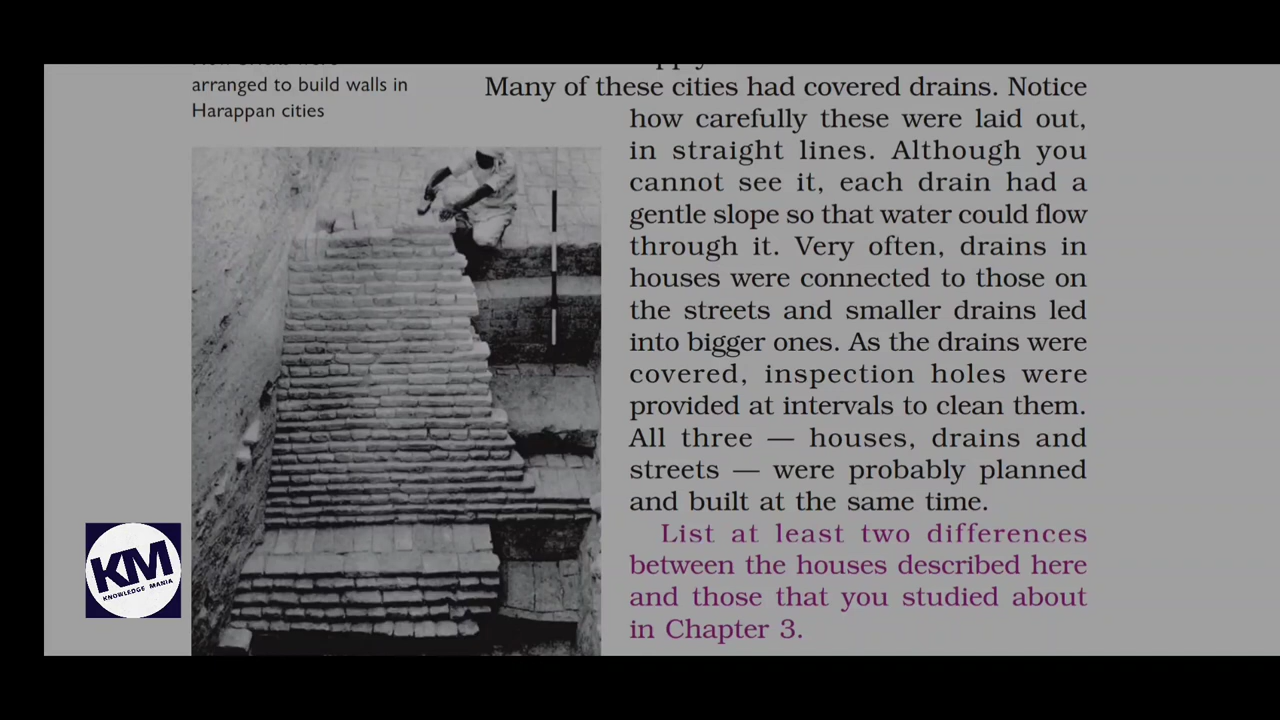 arranged to build walls in
Harappan cities
Many of these cities had covered drains. Notice
how carefully these were laid out,
in straight lines. Although you
cannot see it, each drain had a
gentle slope so that water could flow
through it. Very often, drains in
houses were connected to those on
the streets and smaller drains led
into bigger ones. As the drains were
covered, inspection holes were
provided at intervals to clean them.
All three — houses, drains and
streets — were probably planned
and built at the same time.
List at least two differences
between the houses described here
and those that you studied about
in Chapter 3.
KM
KNOWLEDGE MANIA